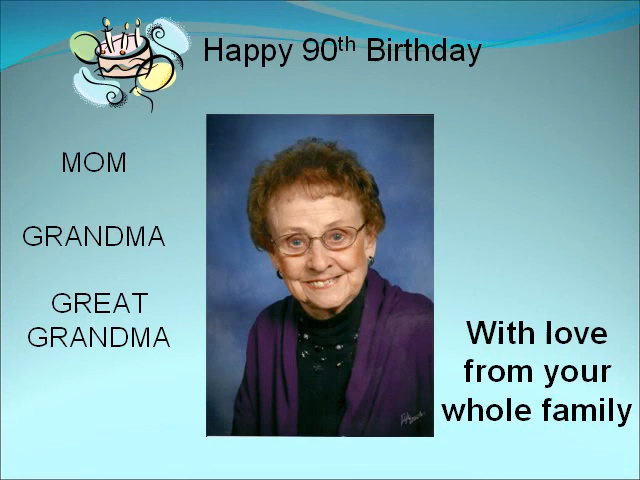 Happy 90th Birthday
MOM
GRANDMA
GREAT
GRANDMA
With love
from your
whole family